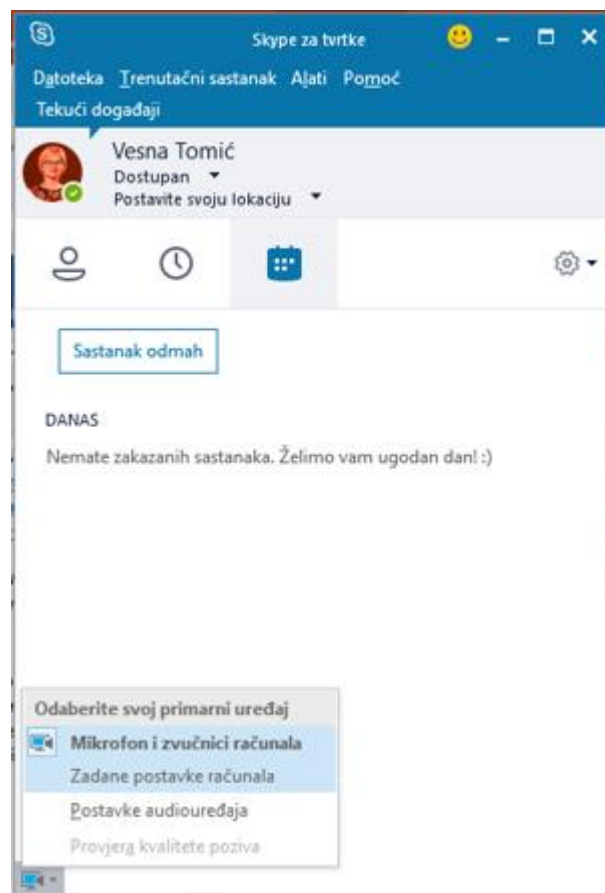 Skype za tvrtke
Datoteka Trenutačni sastanak Alati Pomoć
Tekući događaji
Vesna Tomić
Dostupan
Postavite svoju lokaciju
Sastanak odmah
DANAS
Nemate zakazanih sastanaka. Želimo vam ugodan dan! :)
Odaberite svoj primarni uređaj
Mikrofon i zvučnici računala
Zadane postavke računala
Postavke audiouređaja
Provjera kvalitete poziva